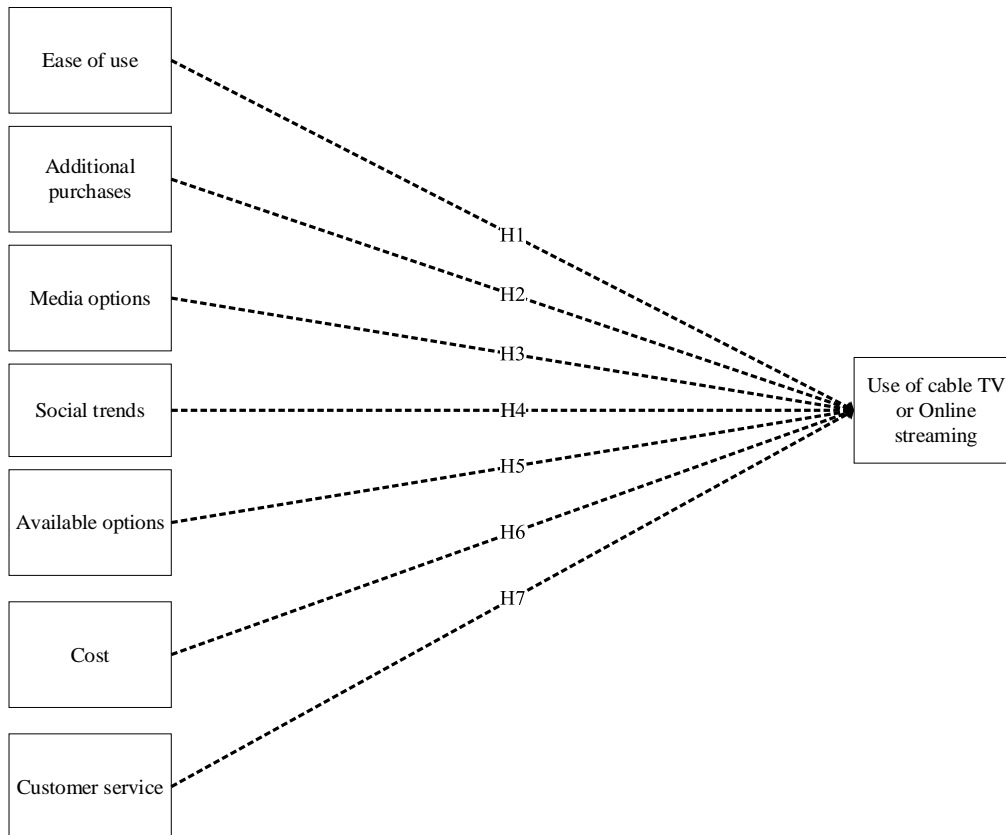 Ease of use
Additional
purchases
Media options
Social trends
Available options
Cost
Customer service
H1
H2
H3
H4
H5
H6
H7
Use of cable TV
or Online
streaming